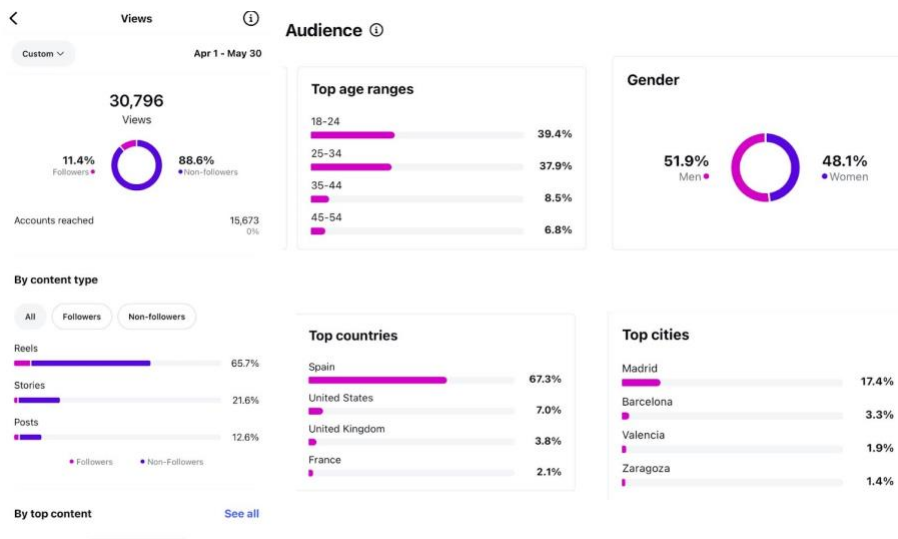 Views
Custom
Apr 1 - May 30
30,796
Views
11.4%
Followers
88.6%
Non-followers
Accounts reached
15,673
0%
By content type
All
Followers
Non-followers
Reels
65.7%
Stories
21.6%
Posts
12.6%
Followers
Non-Followers
By top content
See all
Audience
Top age ranges
18-24
39.4%
25-34
37.9%
35-44
8.5%
45-54
6.8%
Gender
51.9%
Men
48.1%
Women
Top countries
Spain
67.3%
United States
7.0%
United Kingdom
3.8%
France
2.1%
Top cities
Madrid
17.4%
Barcelona
3.3%
Valencia
1.9%
Zaragoza
1.4%